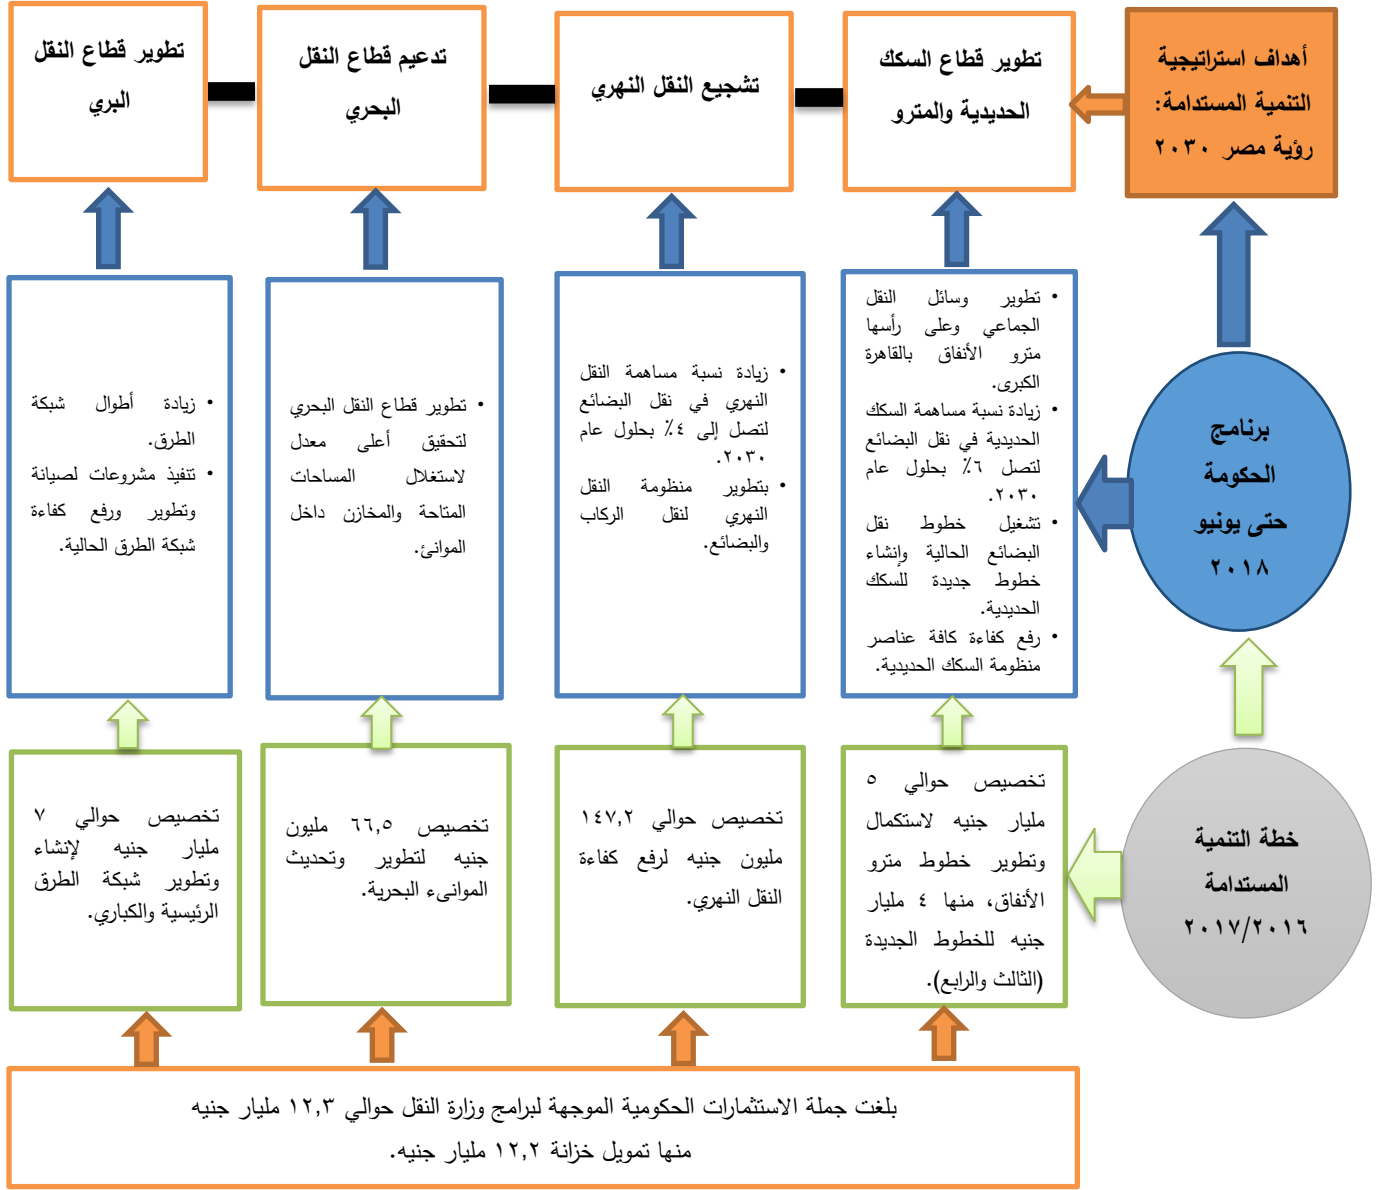 أهداف استراتيجية
التنمية المستدامة:
رؤية مصر ٢٠٣٠
تطوير قطاع السكك
الحديدية والمترو
تشجيع النقل النهري
تدعيم قطاع النقل
البحري
تطوير قطاع النقل
البري
برنامج
الحكومة
حتى يونيو
٢٠١٨
• تطوير وسائل النقل
الجماعي وعلى رأسها
مترو الأنفاق بالقاهرة
الكبرى.
• زيادة نسبة مساهمة السكك
الحديدية في نقل البضائع
لتصل ٦٪ بحلول عام
٢٠٣٠.
• تشغيل خطوط نقل
البضائع الحالية وإنشاء
خطوط جديدة للسكك
الحديدية.
• رفع كفاءة كافة عناصر
منظومة السكك الحديدية.
• زيادة نسبة مساهمة النقل
النهري في نقل البضائع
لتصل إلى ٤٪ بحلول عام
٢٠٣٠.
• بتطوير منظومة النقل
النهري لنقل الركاب
والبضائع.
• تطوير قطاع النقل البحري
لتحقيق أعلى معدل
لاستغلال المساحات
المتاحة والمخازن داخل
الموانئ.
• زيادة أطوال شبكة
الطرق.
• تنفيذ مشروعات لصيانة
وتطوير ورفع كفاءة
شبكة الطرق الحالية.
خطة التنمية
المستدامة
٢٠١٧/٢٠١٦
تخصيص حوالي ٥
مليار جنيه لاستكمال
وتطوير خطوط مترو
الأنفاق، منها ٤ مليار
جنيه للخطوط الجديدة
(الثالث والرابع).
تخصيص حوالي ١٤٧,٢
مليون جنيه لرفع كفاءة
النقل النهري.
تخصيص ٦٦,٥ مليون
جنيه لتطوير وتحديث
الموانىء البحرية.
تخصيص حوالي ٧
مليار جنيه لإنشاء
وتطوير شبكة الطرق
الرئيسية والكباري.
بلغت جملة الاستثمارات الحكومية الموجهة لبرامج وزارة النقل حوالي ١٢,٣ مليار جنيه
منها تمويل خزانة ١٢,٢ مليار جنيه.